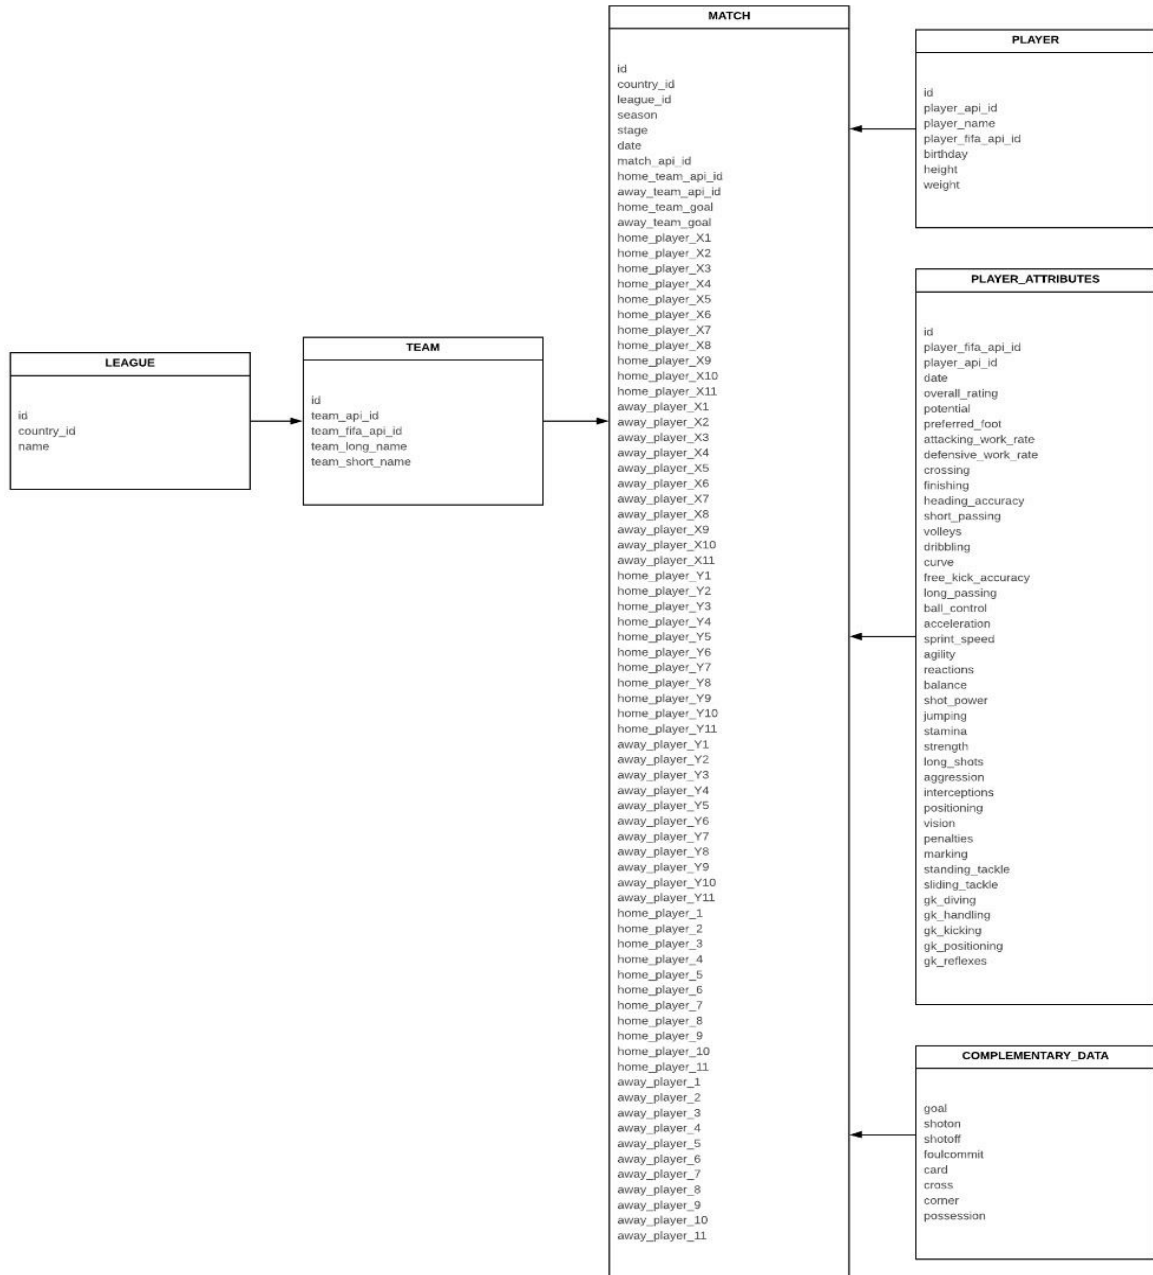 LEAGUE
id
country_id
name
TEAM
id
team_api_id
team_fifa_api_id
team_long_name
team_short_name
MATCH
id
country_id
league_id
season
stage
date
match_api_id
home_team_api_id
away_team_api_id
home_team_goal
away_team_goal
home_player_X1
home_player_X2
home_player_X3
home_player_X4
home_player_X5
home_player_X6
home_player_X7
home_player_X8
home_player_X9
home_player_X10
home_player_X11
away_player_X1
away_player_X2
away_player_X3
away_player_X4
away_player_X5
away_player_X6
away_player_X7
away_player_X8
away_player_X9
away_player_X10
away_player_X11
home_player_Y1
home_player_Y2
home_player_Y3
home_player_Y4
home_player_Y5
home_player_Y6
home_player_Y7
home_player_Y8
home_player_Y9
home_player_Y10
home_player_Y11
away_player_Y1
away_player_Y2
away_player_Y3
away_player_Y4
away_player_Y5
away_player_Y6
away_player_Y7
away_player_Y8
away_player_Y9
away_player_Y10
away_player_Y11
home_player_1
home_player_2
home_player_3
home_player_4
home_player_5
home_player_6
home_player_7
home_player_8
home_player_9
home_player_10
home_player_11
away_player_1
away_player_2
away_player_3
away_player_4
away_player_5
away_player_6
away_player_7
away_player_8
away_player_9
away_player_10
away_player_11
PLAYER
id
player_api_id
player_name
player_fifa_api_id
birthday
height
weight
PLAYER_ATTRIBUTES
id
player_fifa_api_id
player_api_id
date
overall_rating
potential
preferred_foot
attacking_work_rate
defensive_work_rate
crossing
finishing
heading_accuracy
short_passing
volleys
dribbling
curve
free_kick_accuracy
long_passing
ball_control
acceleration
sprint_speed
agility
reactions
balance
shot_power
jumping
stamina
strength
long_shots
aggression
interceptions
positioning
vision
penalties
marking
standing_tackle
sliding_tackle
gk_diving
gk_handling
gk_kicking
gk_positioning
gk_reflexes
COMPLEMENTARY_DATA
goal
shoton
shotoff
foulcommit
card
cross
corner
possession